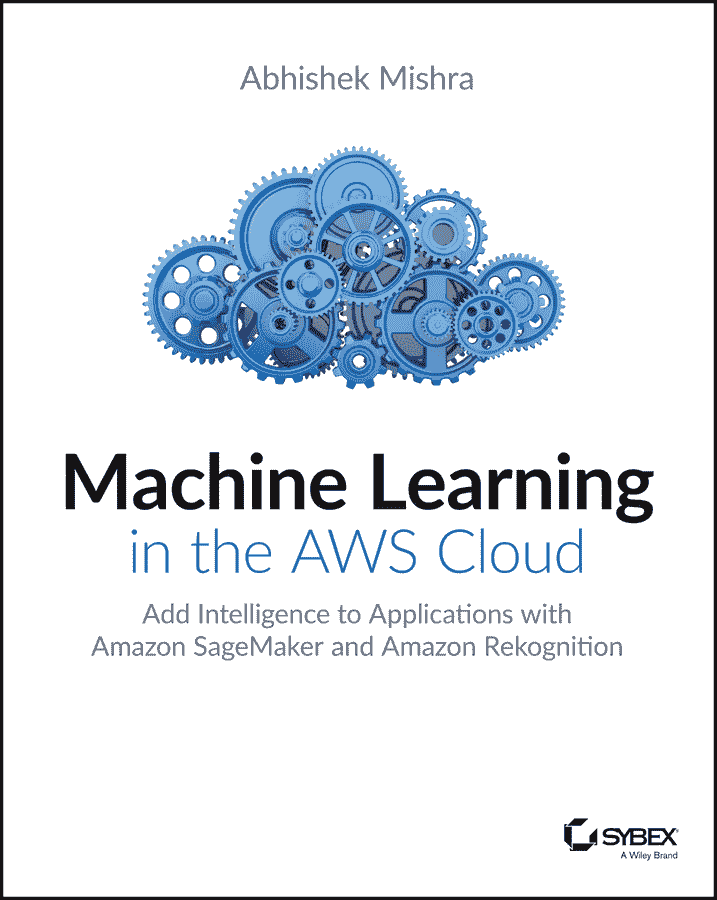 Abhishek Mishra
Machine Learning
in the AWS Cloud
Add Intelligence to Applications with
Amazon SageMaker and Amazon Rekognition
SYBEX®
A Wiley Brand